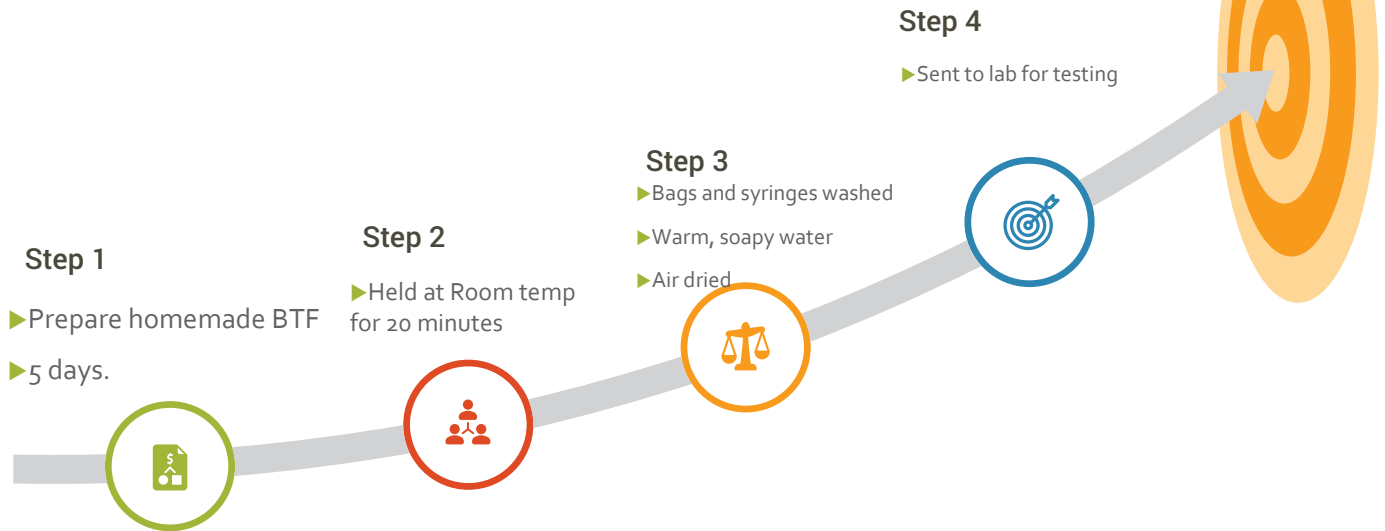 Step 1
▶Prepare homemade BTF
▶5 days.
Step 2
▶Held at Room temp
for 20 minutes
Step 3
▶Bags and syringes washed
▶Warm, soapy water
▶Air dried
Step 4
▶Sent to lab for testing
$